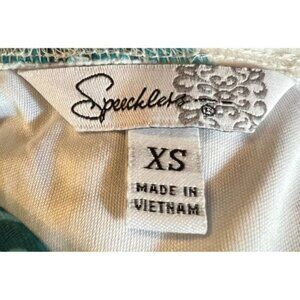 Speechless ®
XS
MADE IN
VIETNAM